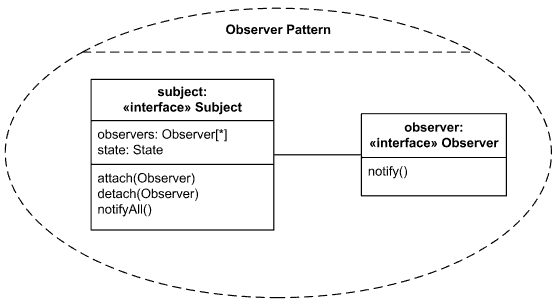 Observer Pattern
subject:
«interface» Subject
observers: Observer[*]
state: State
attach(Observer)
detach(Observer)
notifyAll()
observer:
«interface» Observer
notify()